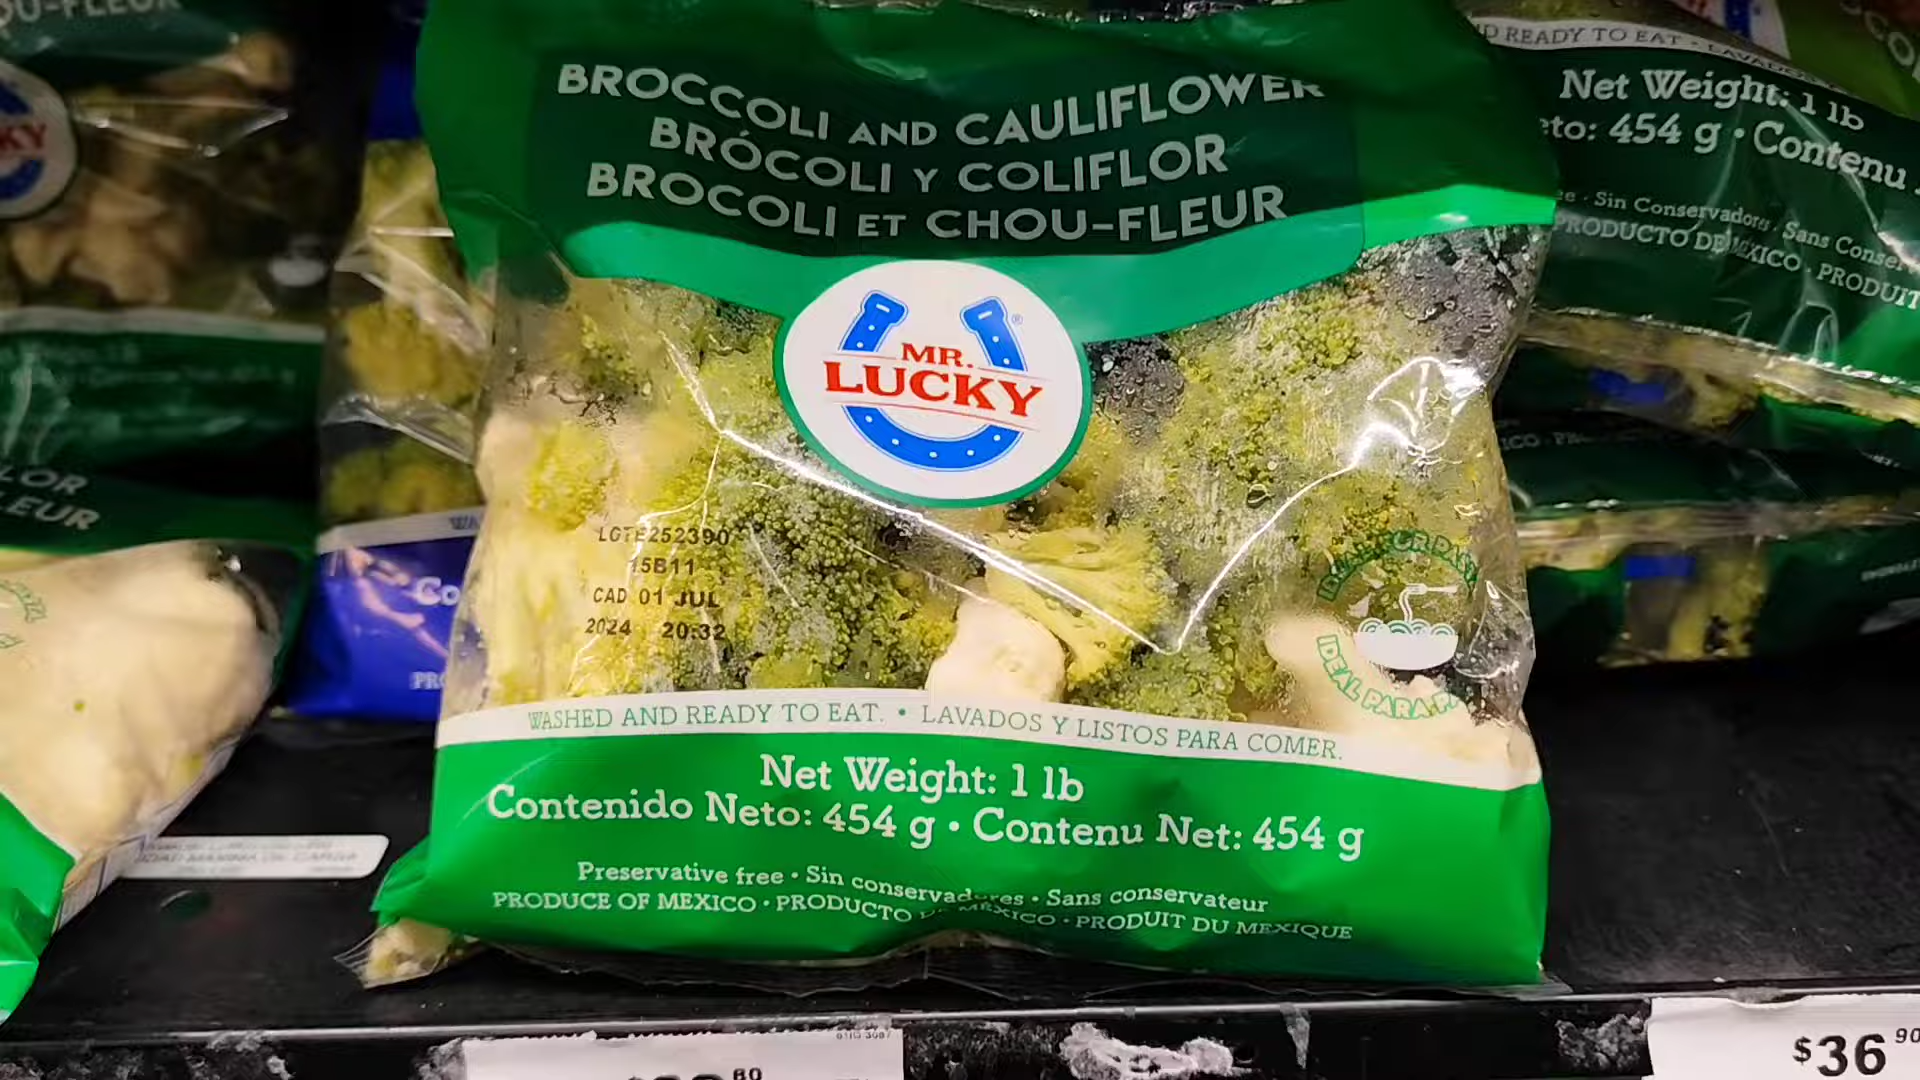 BROCCOLI AND CAULIFLOWER
BRÓCOLI Y COLIFLOR
BROCOLI ET CHOU-FLEUR
MR.
LUCKY
®
LGTE252390
15B11
CAD 01 JUL
2024 20:32
IDEAL PARA
WASHED AND READY TO EAT. • LAVADOS Y LISTOS PARA COMER.
Net Weight: 1 lb
Contenido Neto: 454 g • Contenu Net: 454 g
Preservative free • Sin conservadores • Sans conservateur
PRODUCE OF MEXICO • PRODUCTO DE MÉXICO • PRODUIT DU MEXIQUE
READY TO EAT •
Net Weight: 1 lb
454 g • Contenu
Sin Conservadores • Sans
PRODUCTO DE MÉXICO • PRODUIT
$36 90
80